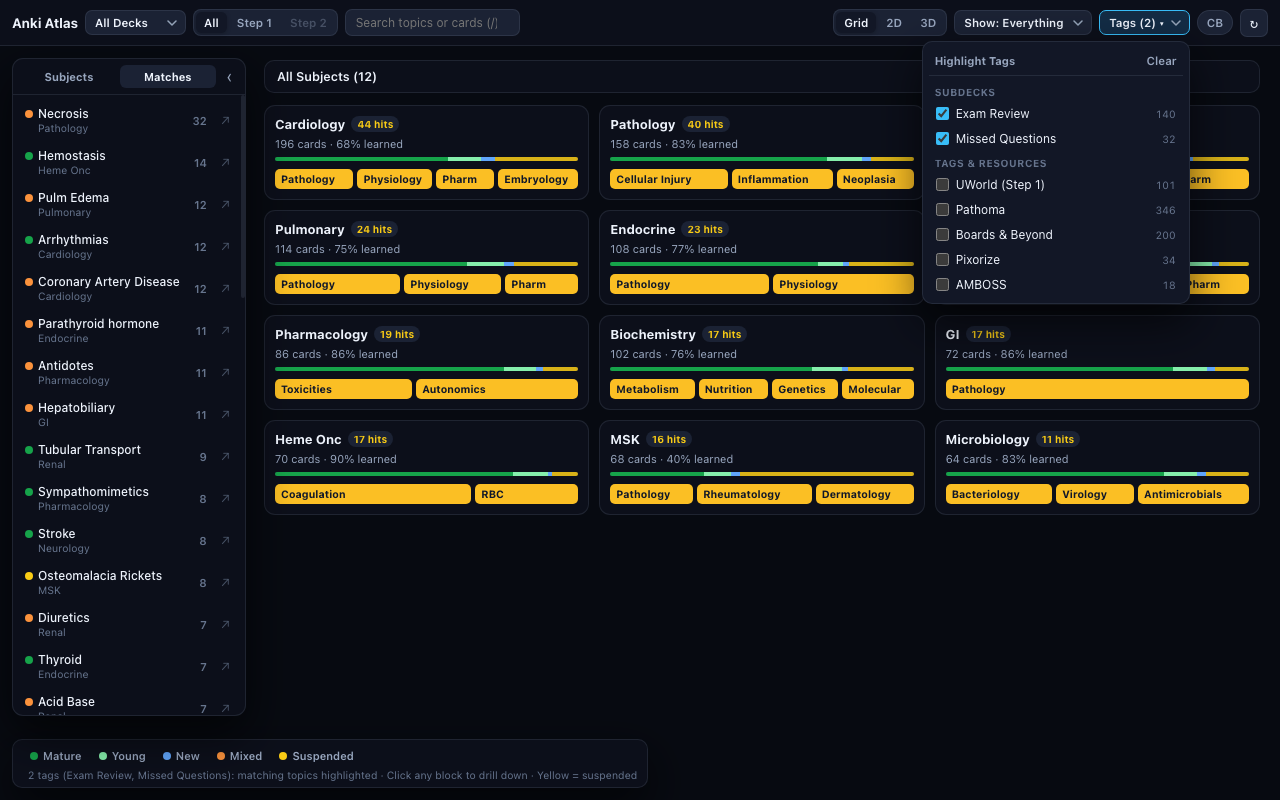 Anki Atlas
All Decks
All Step 1 Step 2
Search topics or cards (/)
Grid 2D 3D
Show: Everything
Tags (2) •
CB
↻
Subjects Matches ‹
Necrosis 32 ↗
Pathology
Hemostasis 14 ↗
Heme Onc
Pulm Edema 12 ↗
Pulmonary
Arrhythmias 12 ↗
Cardiology
Coronary Artery Disease 12 ↗
Cardiology
Parathyroid hormone 11 ↗
Endocrine
Antidotes 11 ↗
Pharmacology
Hepatobiliary 11 ↗
GI
Tubular Transport 9 ↗
Renal
Sympathomimetics 8 ↗
Pharmacology
Stroke 8 ↗
Neurology
Osteomalacia Rickets 8 ↗
MSK
Diuretics 7 ↗
Renal
Thyroid 7 ↗
Endocrine
Acid Base 7 ↗
Renal
All Subjects (12)
Cardiology 44 hits
196 cards · 68% learned
Pathology Physiology Pharm Embryology
Pathology 40 hits
158 cards · 83% learned
Cellular Injury Inflammation Neoplasia
Pulmonary 24 hits
114 cards · 75% learned
Pathology Physiology Pharm
Endocrine 23 hits
108 cards · 77% learned
Pathology Physiology
Pharmacology 19 hits
86 cards · 86% learned
Toxicities Autonomics
Biochemistry 17 hits
102 cards · 76% learned
Metabolism Nutrition Genetics Molecular
GI 17 hits
72 cards · 86% learned
Pathology
Heme Onc 17 hits
70 cards · 90% learned
Coagulation RBC
MSK 16 hits
68 cards · 40% learned
Pathology Rheumatology Dermatology
Microbiology 11 hits
64 cards · 83% learned
Bacteriology Virology Antimicrobials
Highlight Tags Clear
SUBDECKS
Exam Review 140
Missed Questions 32
TAGS & RESOURCES
UWorld (Step 1) 101
Pathoma 346
Boards & Beyond 200
Pixorize 34
AMBOSS 18
Mature Young New Mixed Suspended
2 tags (Exam Review, Missed Questions): matching topics highlighted · Click any block to drill down · Yellow = suspended